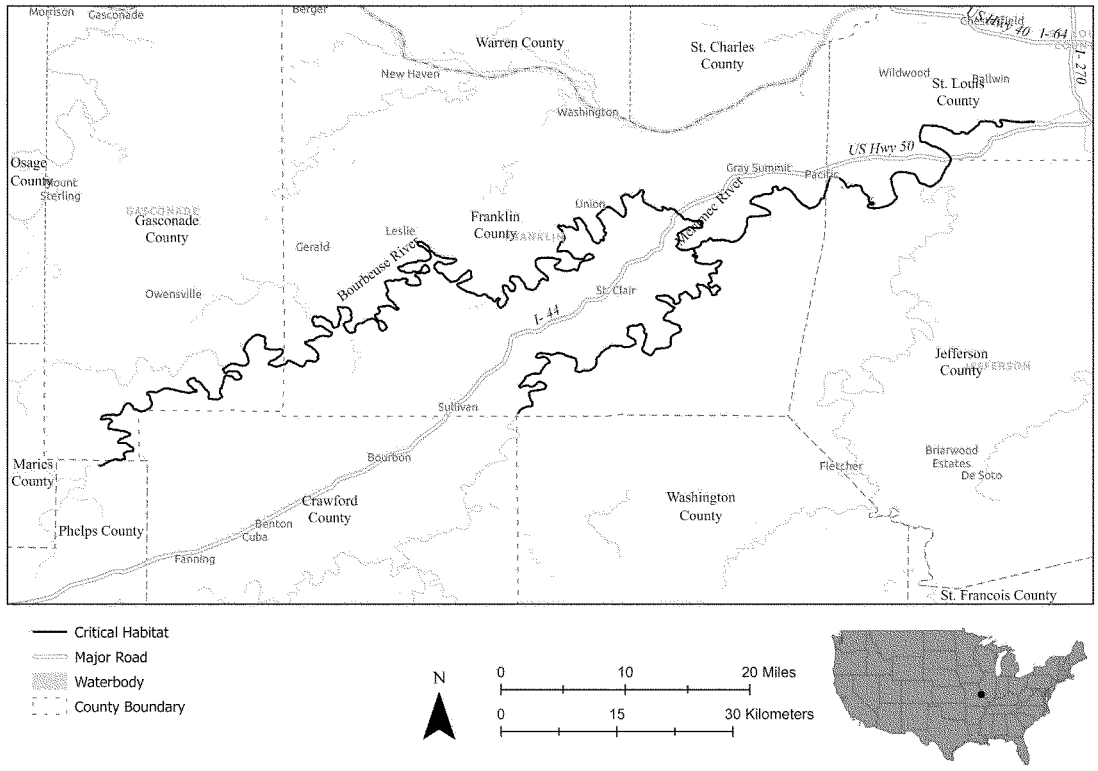 Morrison
Gasconade
Berger
Warren County
St. Charles
County
US Hwy 40
I- 64
Chesterfield
I- 270
New Haven
Wildwood
Ballwin
St. Louis
County
Washington
US Hwy 50
Osage
County
Mount
Sterling
GASCONADE
Gasconade
County
Gray Summit
Pacific
Meramec River
Union
Franklin
County
FRANKLIN
Leslie
Gerald
Bourbeuse River
Owensville
St. Clair
I- 44
Jefferson
County
JEFFERSON
Sullivan
Maries
County
Bourbon
Fletcher
Briarwood
Estates
De Soto
Phelps County
Crawford
County
Washington
County
Benton
Cuba
Fanning
St. Francois County
Critical Habitat
Major Road
Waterbody
County Boundary
N
0 10 20 Miles
0 15 30 Kilometers